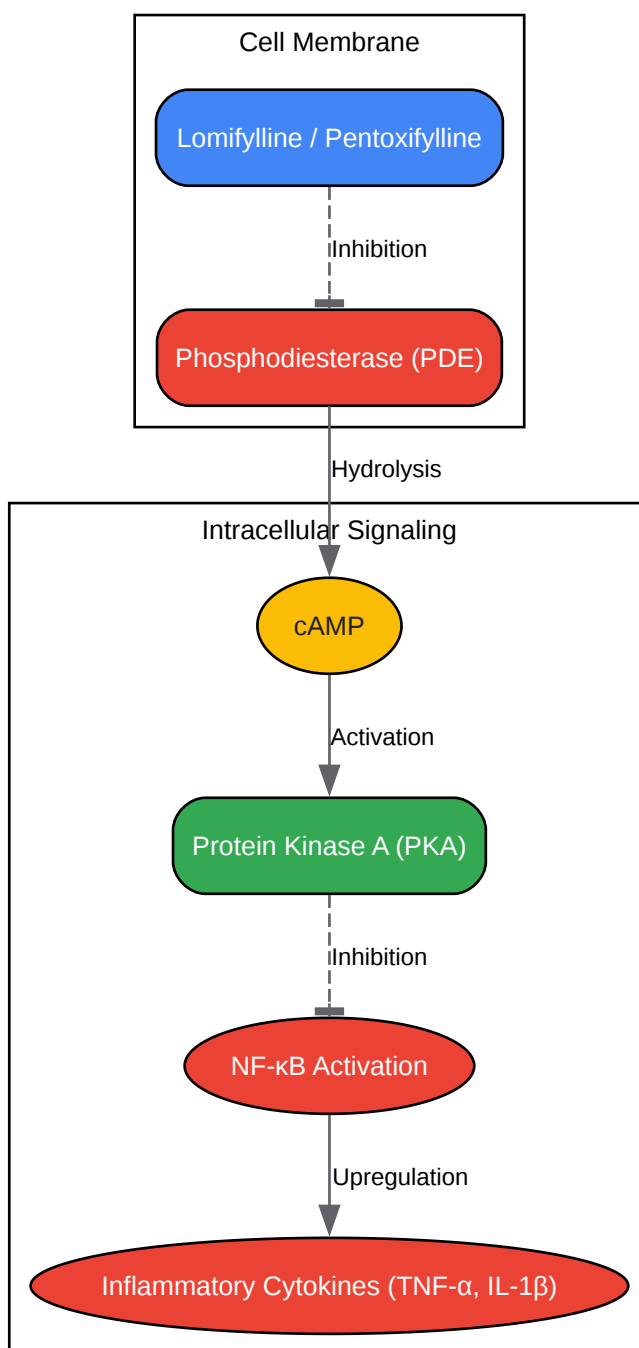 Cell Membrane
Lomifylline / Pentoxifylline
Inhibition
Phosphodiesterase (PDE)
Hydrolysis
Intracellular Signaling
cAMP
Activation
Protein Kinase A (PKA)
Inhibition
NF-κB Activation
Upregulation
Inflammatory Cytokines (TNF-α, IL-1β)